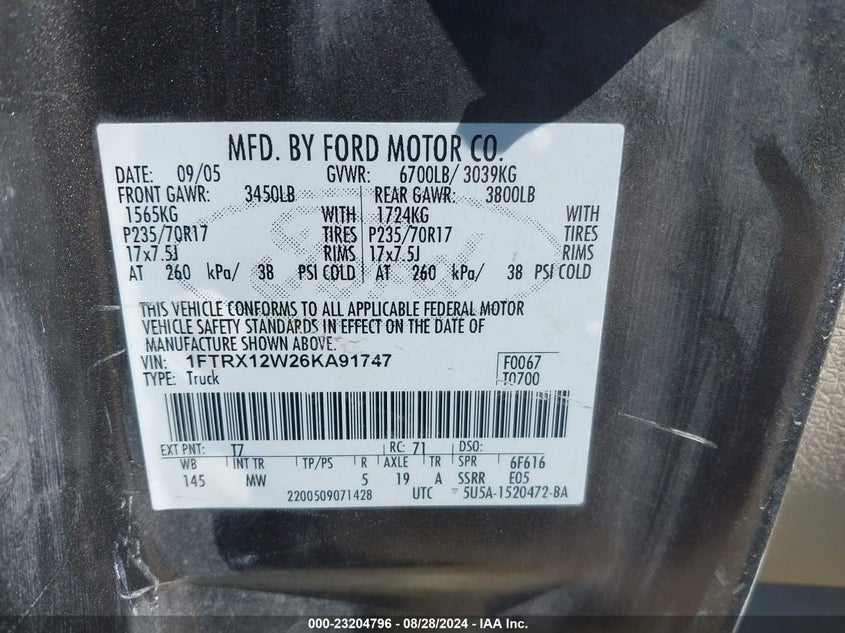 MFD. BY FORD MOTOR CO.
DATE: 09/05 GVWR: 6700LB/ 3039KG
FRONT GAWR: 3450LB REAR GAWR: 3800LB
1565KG WITH 1724KG WITH
P235/70R17 TIRES P235/70R17 TIRES
17x7.5J RIMS 17x7.5J RIMS
AT 260 kPa/ 38 PSI COLD AT 260 kPa/ 38 PSI COLD
THIS VEHICLE CONFORMS TO ALL APPLICABLE FEDERAL MOTOR
VEHICLE SAFETY STANDARDS IN EFFECT ON THE DATE OF
MANUFACTURE SHOWN ABOVE.
VIN: 1FTRX12W26KA91747 F0067
TYPE: Truck T0700
EXT PNT: T7 RC: 71 DSO:
WB INT TR TP/PS R AXLE TR SPR 6F616
145 MW 5 19 A SSRR E05
2200509071428 UTC 5U5A-1520472-BA
000-23204796 - 08/28/2024 - IAA Inc.